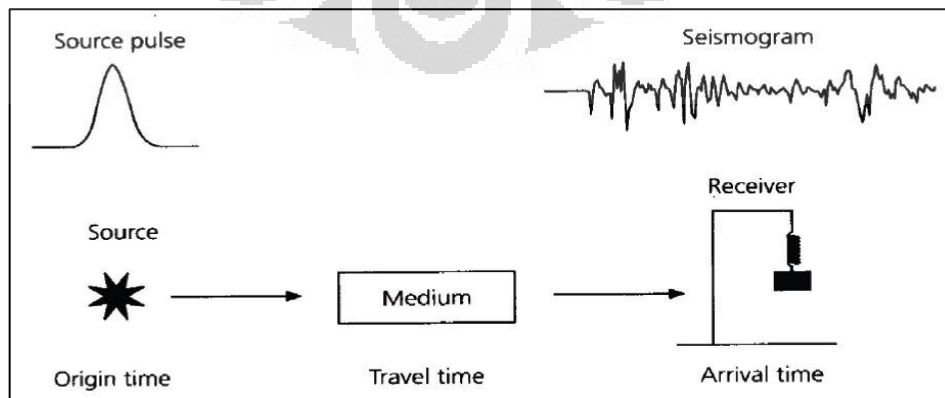 Source pulse
Seismogram
Receiver
Source
Medium
Origin time
Travel time
Arrival time